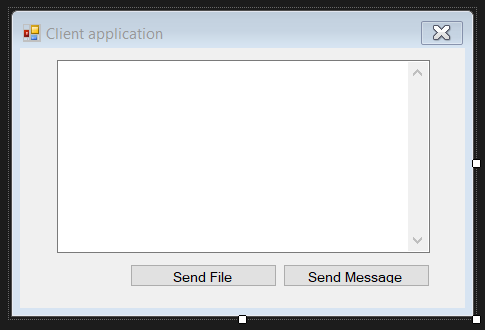 Client application
Send File
Send Message